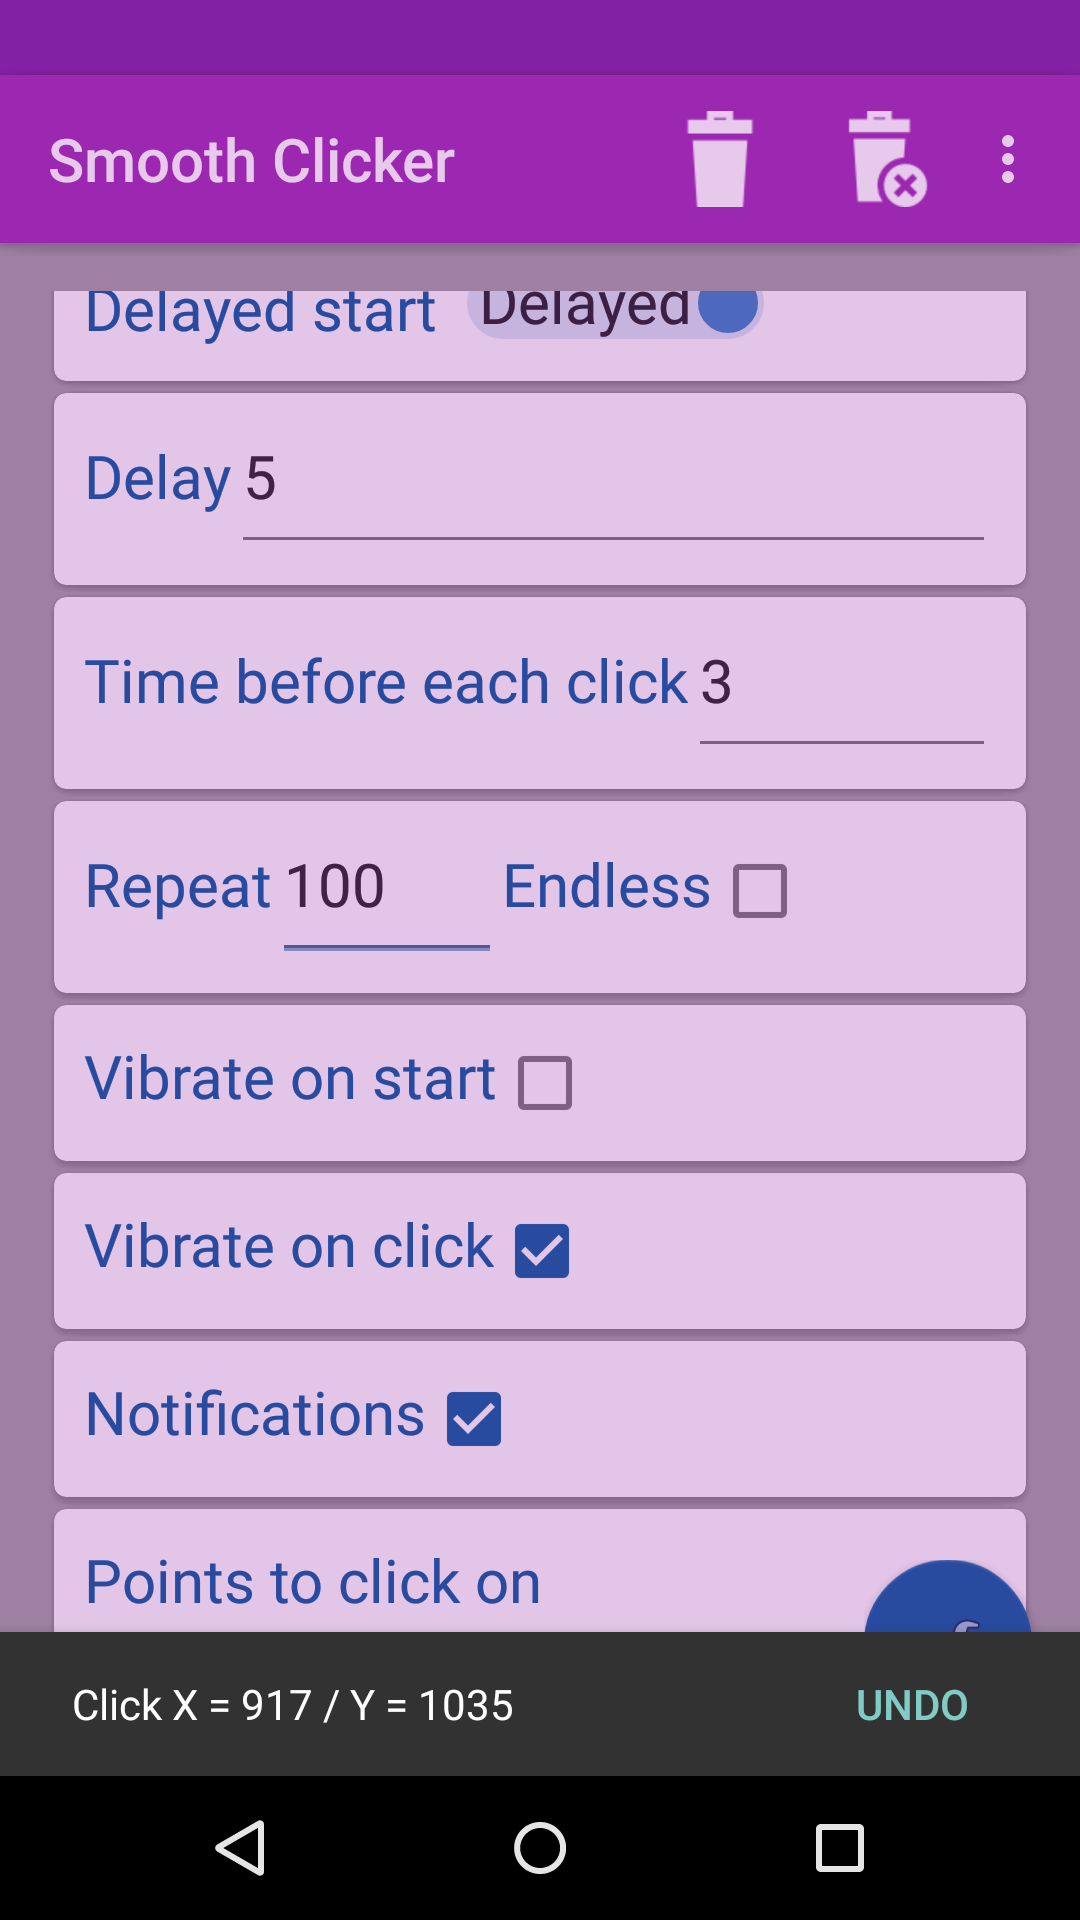 Smooth Clicker
Delayed start Delayed
Delay 5
Time before each click 3
Repeat 100 Endless
Vibrate on start
Vibrate on click
Notifications
Points to click on
Click X = 917 / Y = 1035 UNDO